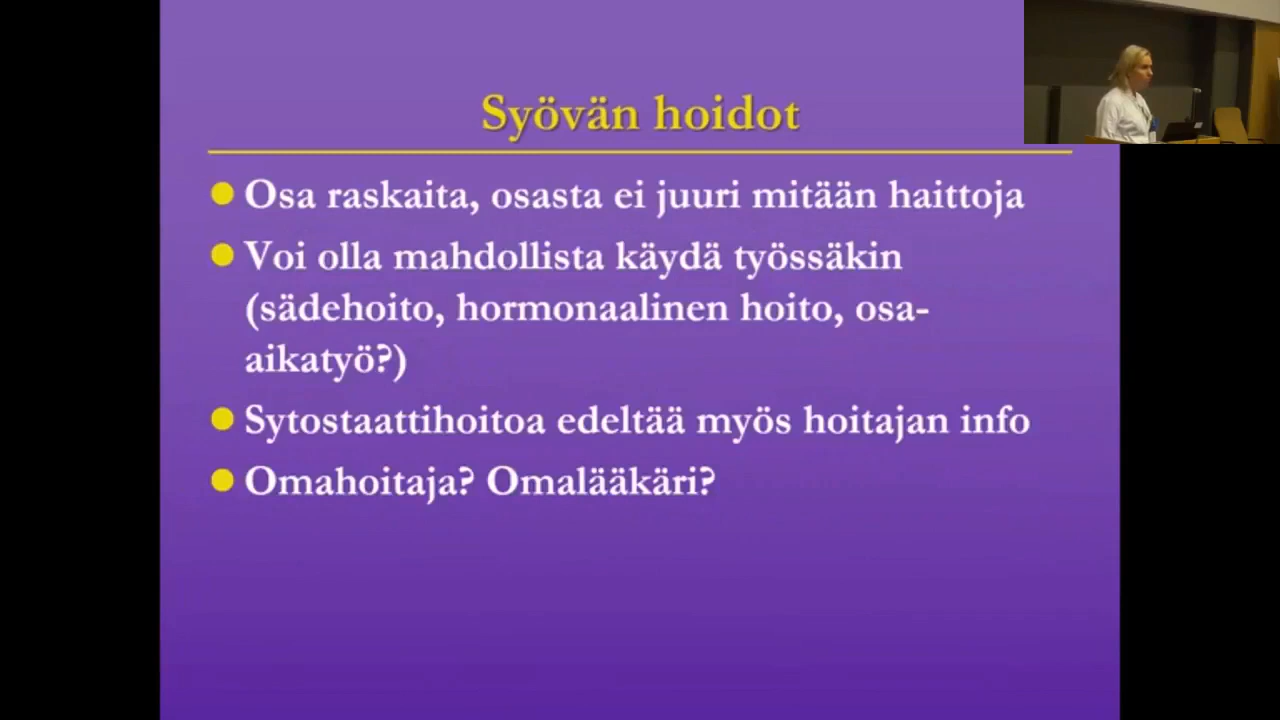 Syövän hoidot
Osa raskaita, osasta ei juuri mitään haittoja
Voi olla mahdollista käydä työssäkin
(sädehoito, hormonaalinen hoito, osa-
aikatyö?)
Sytostaattihoitoa edeltää myös hoitajan info
Omahoitaja? Omalääkäri?